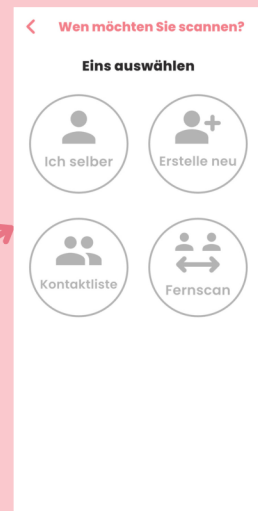 Wen möchten Sie scannen?
Eins auswählen
Ich selber
Erstelle neu
Kontaktliste
Fernscan